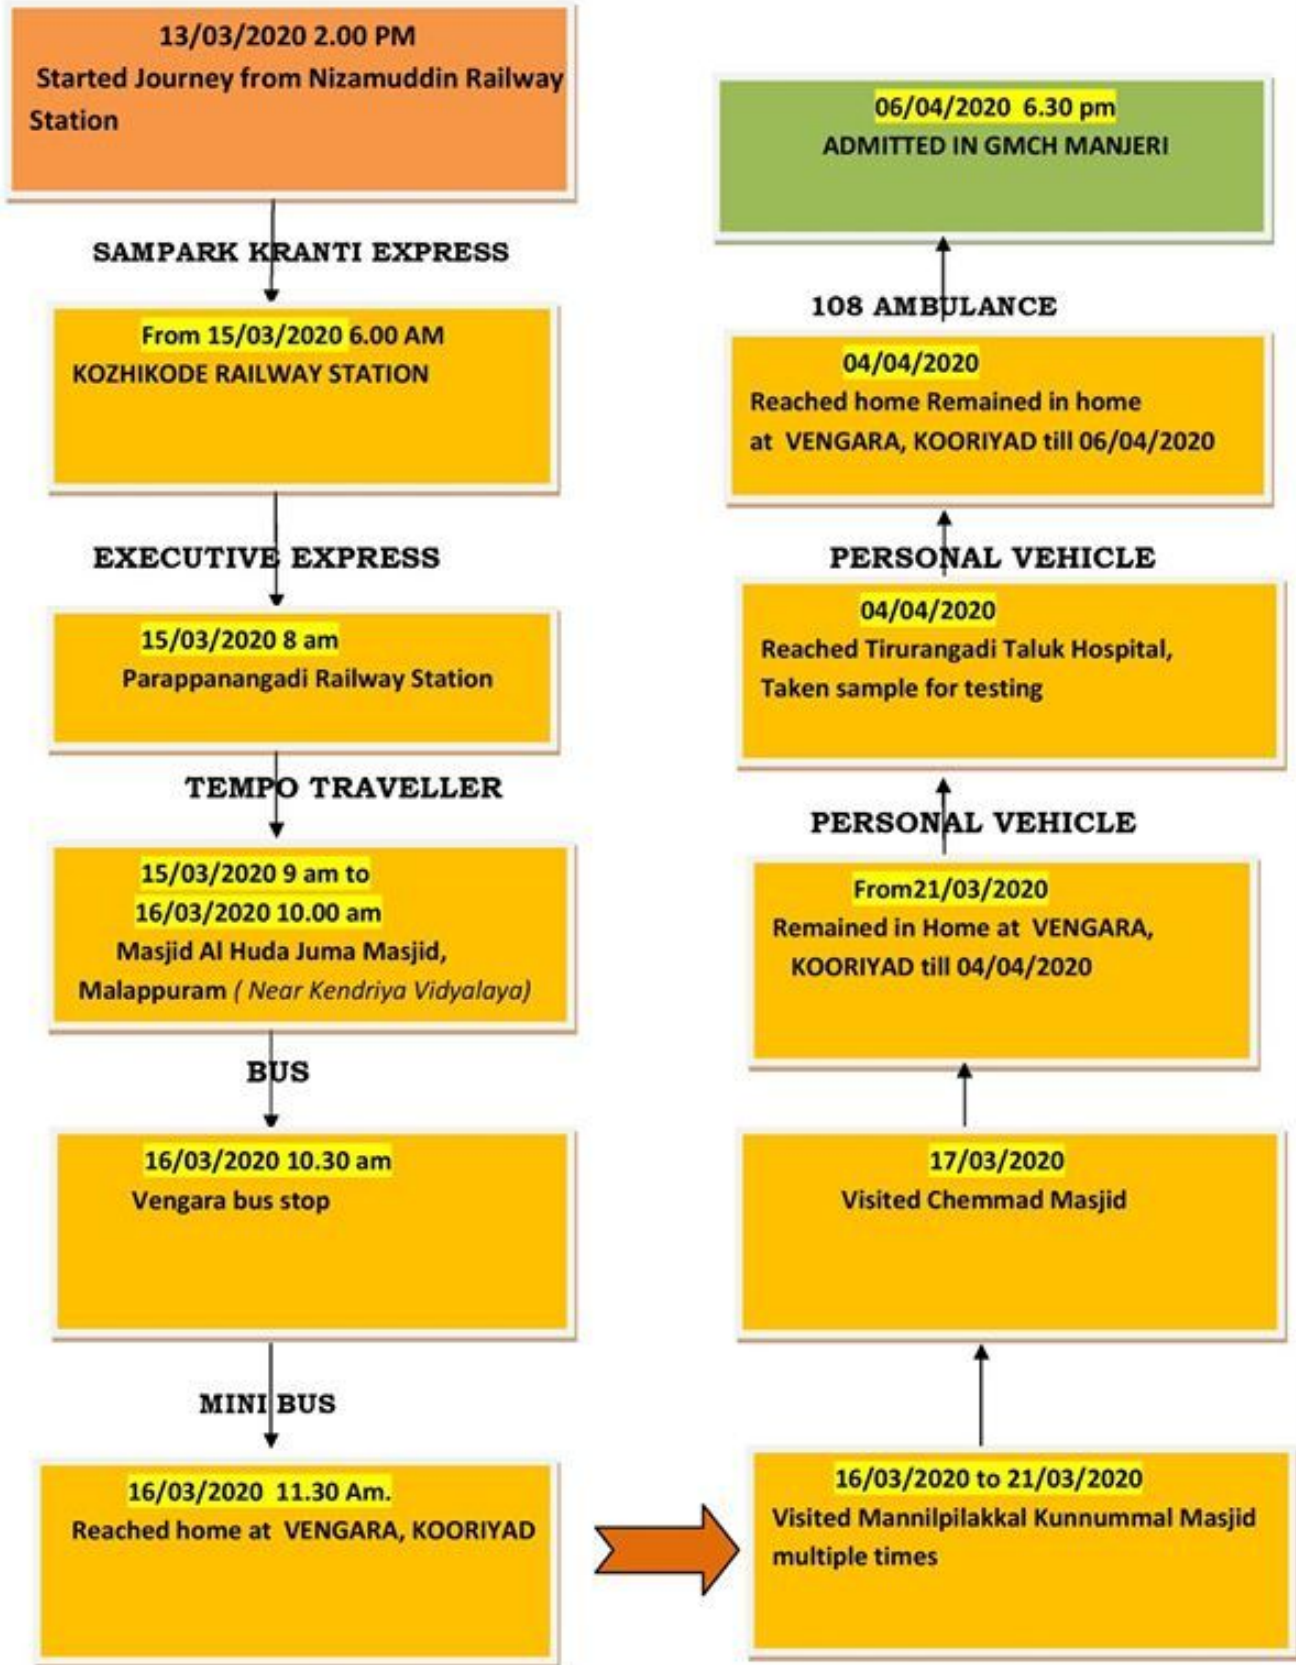 13/03/2020 2.00 PM
Started Journey from Nizamuddin Railway
Station
SAMPARK KRANTI EXPRESS
From 15/03/2020 6.00 AM
KOZHIKODE RAILWAY STATION
EXECUTIVE EXPRESS
15/03/2020 8 am
Parappanangadi Railway Station
TEMPO TRAVELLER
15/03/2020 9 am to
16/03/2020 10.00 am
Masjid Al Huda Juma Masjid,
Malappuram ( Near Kendriya Vidyalaya)
BUS
16/03/2020 10.30 am
Vengara bus stop
MINI BUS
16/03/2020 11.30 Am.
Reached home at VENGARA, KOORIYAD
16/03/2020 to 21/03/2020
Visited Mannilpilakkal Kunnummal Masjid
multiple times
17/03/2020
Visited Chemmad Masjid
From21/03/2020
Remained in Home at VENGARA,
KOORIYAD till 04/04/2020
PERSONAL VEHICLE
04/04/2020
Reached Tirurangadi Taluk Hospital,
Taken sample for testing
PERSONAL VEHICLE
04/04/2020
Reached home Remained in home
at VENGARA, KOORIYAD till 06/04/2020
108 AMBULANCE
06/04/2020 6.30 pm
ADMITTED IN GMCH MANJERI